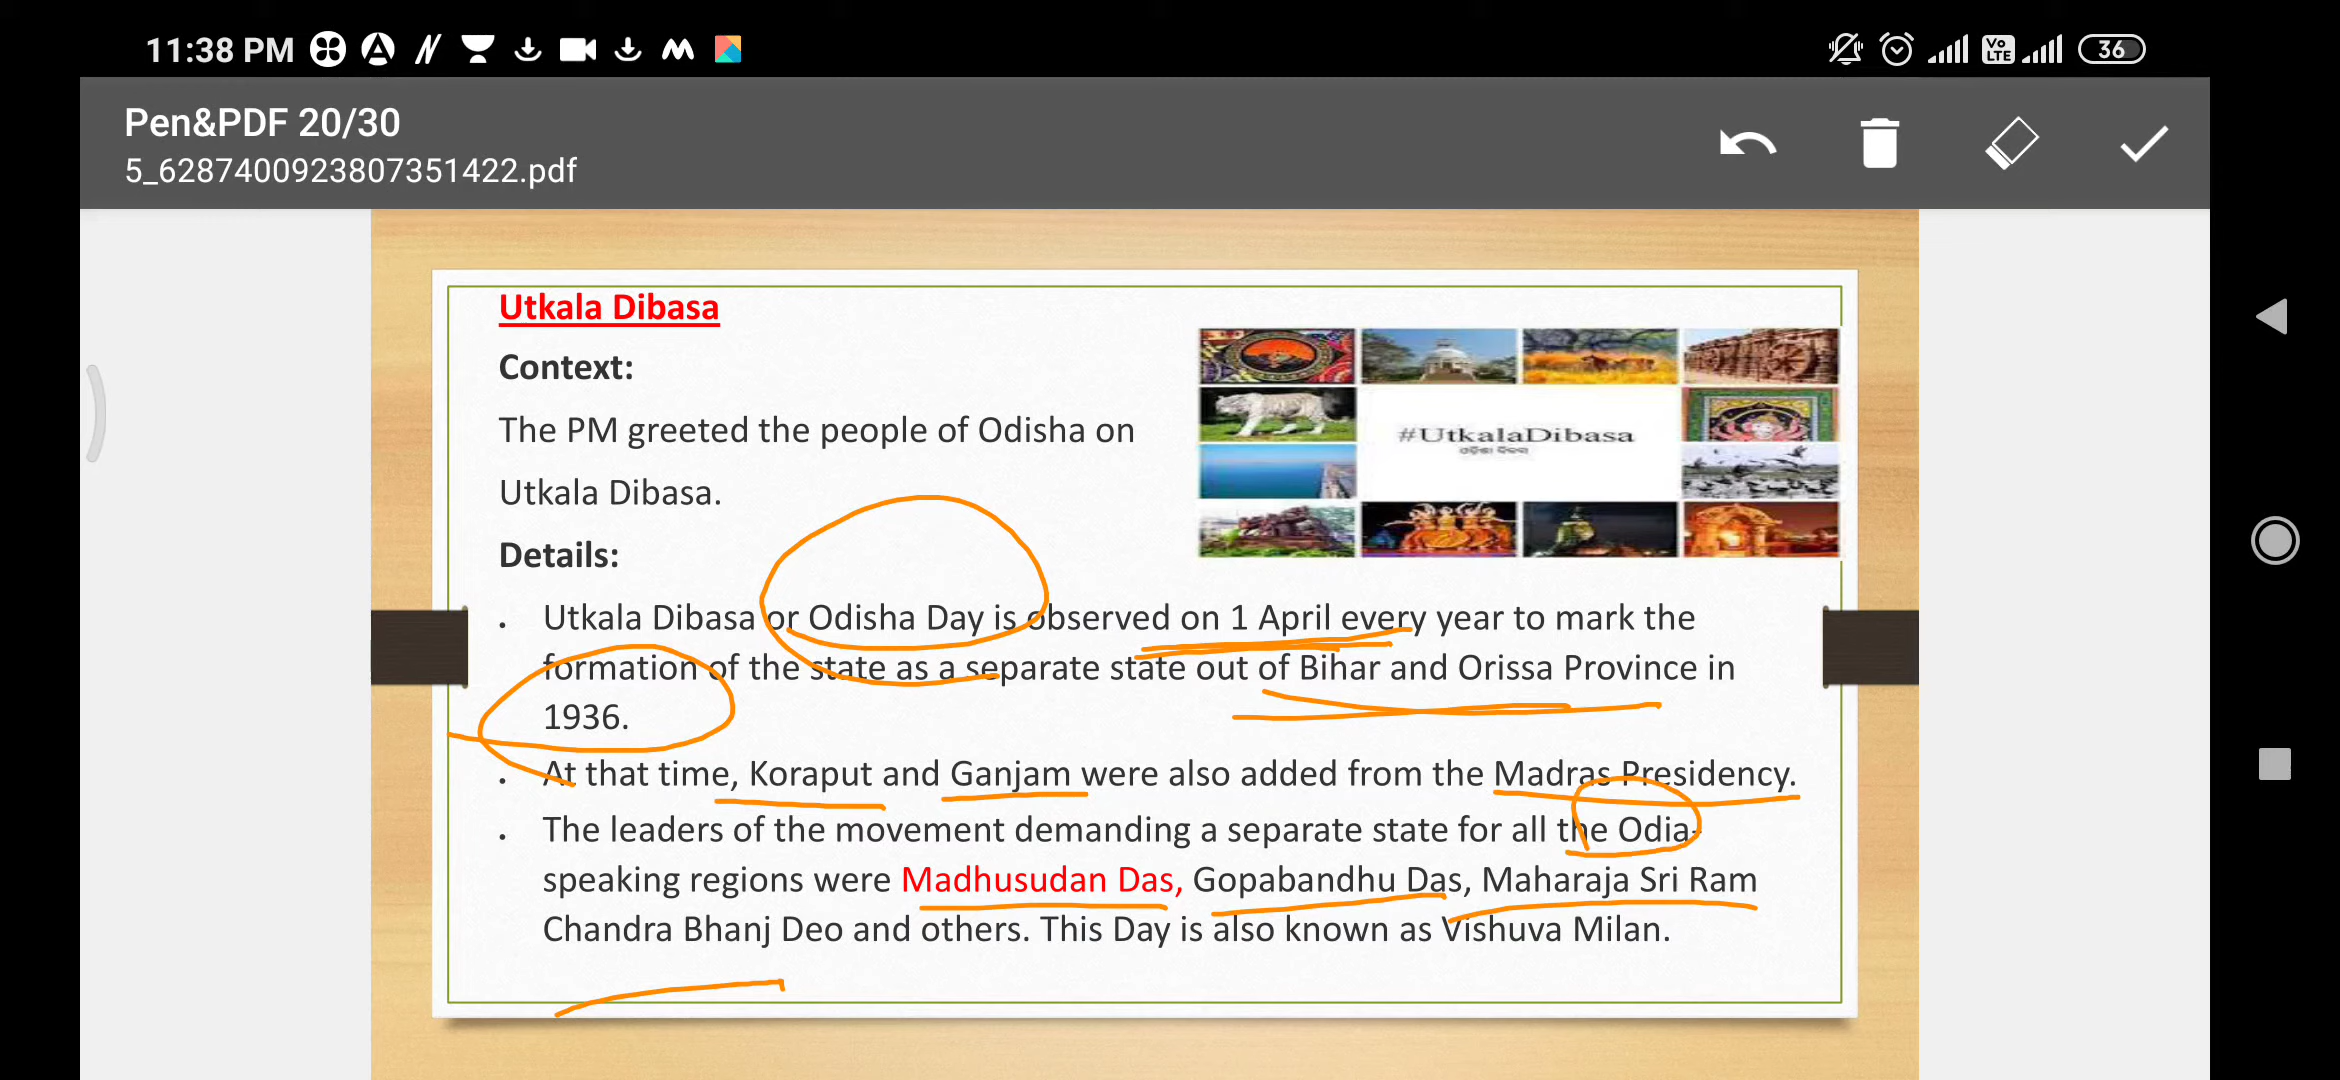 11:38 PM
Vo LTE
36
Pen&PDF 20/30
5_6287400923807351422.pdf
Utkala Dibasa
Context:
The PM greeted the people of Odisha on
Utkala Dibasa.
#UtkalaDibasa
ଓଡ଼ିଶା ଦିବସ
Details:
. Utkala Dibasa or Odisha Day is observed on 1 April every year to mark the
formation of the state as a separate state out of Bihar and Orissa Province in
1936.
. At that time, Koraput and Ganjam were also added from the Madras Presidency.
. The leaders of the movement demanding a separate state for all the Odia-
speaking regions were Madhusudan Das, Gopabandhu Das, Maharaja Sri Ram
Chandra Bhanj Deo and others. This Day is also known as Vishuva Milan.